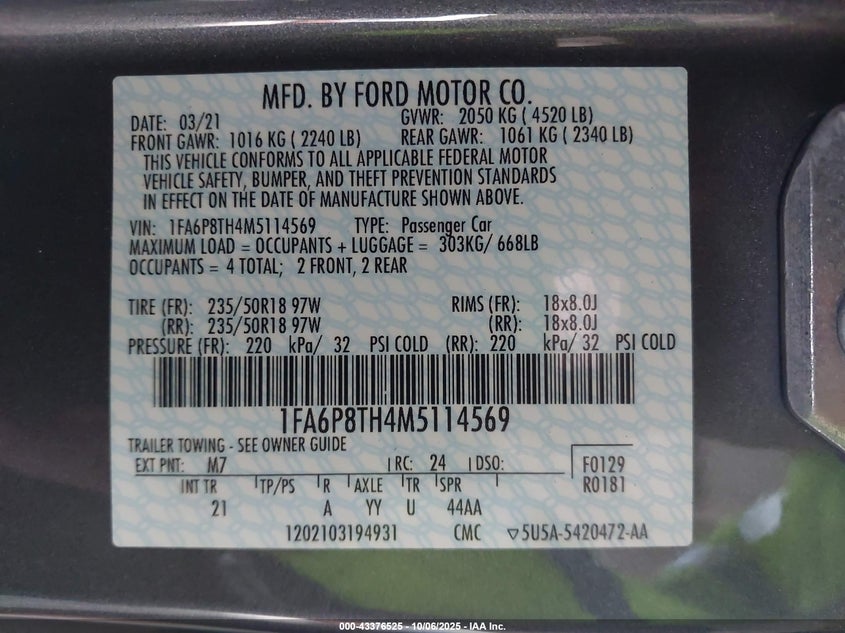 MFD. BY FORD MOTOR CO.
DATE: 03/21 GVWR: 2050 KG ( 4520 LB)
FRONT GAWR: 1016 KG ( 2240 LB) REAR GAWR: 1061 KG ( 2340 LB)
THIS VEHICLE CONFORMS TO ALL APPLICABLE FEDERAL MOTOR
VEHICLE SAFETY, BUMPER, AND THEFT PREVENTION STANDARDS
IN EFFECT ON THE DATE OF MANUFACTURE SHOWN ABOVE.
VIN: 1FA6P8TH4M5114569 TYPE: Passenger Car
MAXIMUM LOAD = OCCUPANTS + LUGGAGE = 303KG/ 668LB
OCCUPANTS = 4 TOTAL; 2 FRONT, 2 REAR
TIRE (FR): 235/50R18 97W RIMS (FR): 18x8.0J
(RR): 235/50R18 97W (RR): 18x8.0J
PRESSURE (FR): 220 kPa/ 32 PSI COLD (RR): 220 kPa/ 32 PSI COLD
1FA6P8TH4M5114569
TRAILER TOWING - SEE OWNER GUIDE
EXT PNT: M7 RC: 24 DSO: F0129
INT TR TP/PS R AXLE TR SPR R0181
21 A YY U 44AA
1202103194931 CMC ▽5U5A-5420472-AA
000-43376525 - 10/06/2025 - IAA Inc.